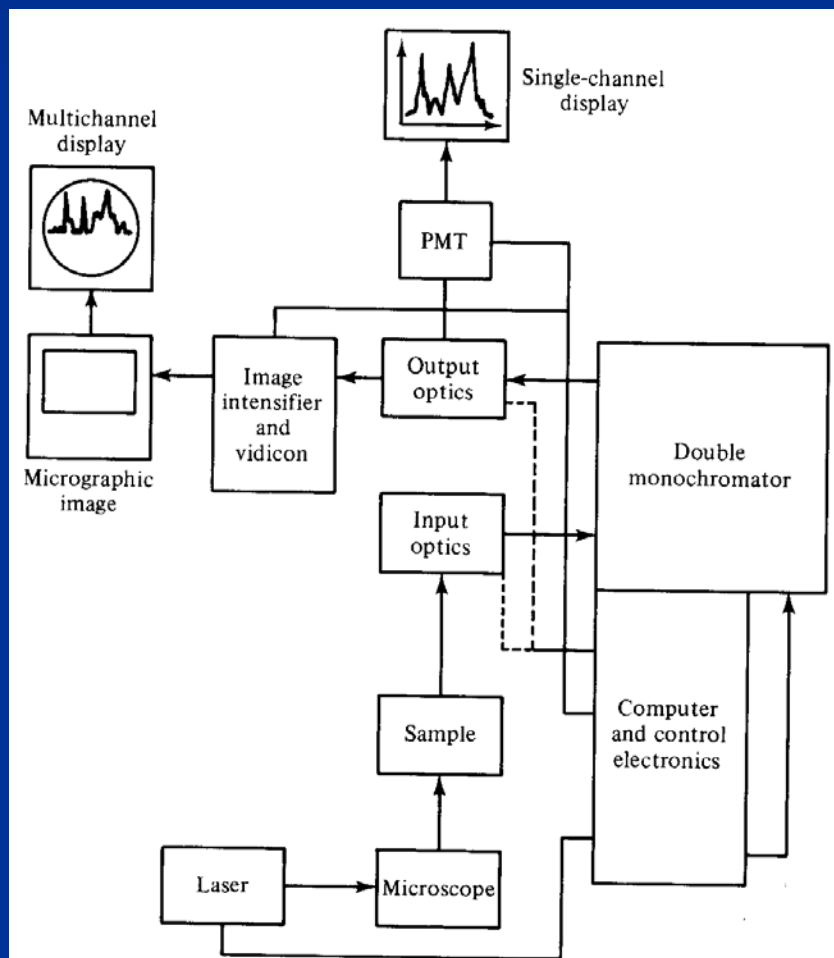 Single-channel
display
Multichannel
display
PMT
Image
intensifier
and
vidicon
Output
optics
Double
monochromator
Micrographic
image
Input
optics
Sample
Computer
and control
electronics
Laser
Microscope